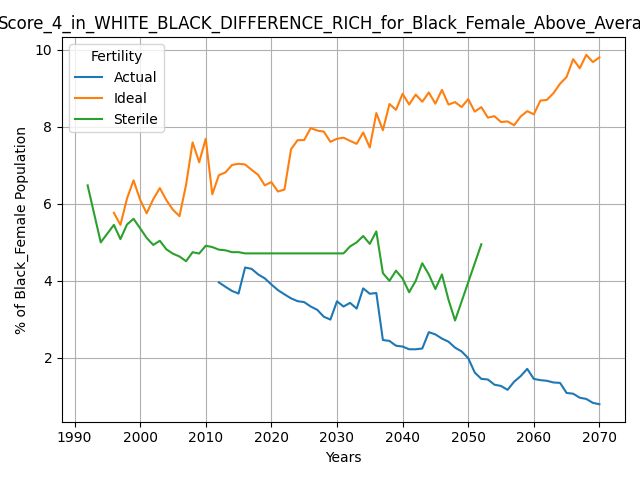 Score_4_in_WHITE_BLACK_DIFFERENCE_RICH_for_Black_Female_Above_Avera
Fertility
Actual
Ideal
Sterile
% of Black_Female Population
10
8
6
4
2
1990 2000 2010 2020 2030 2040 2050 2060 2070
Years